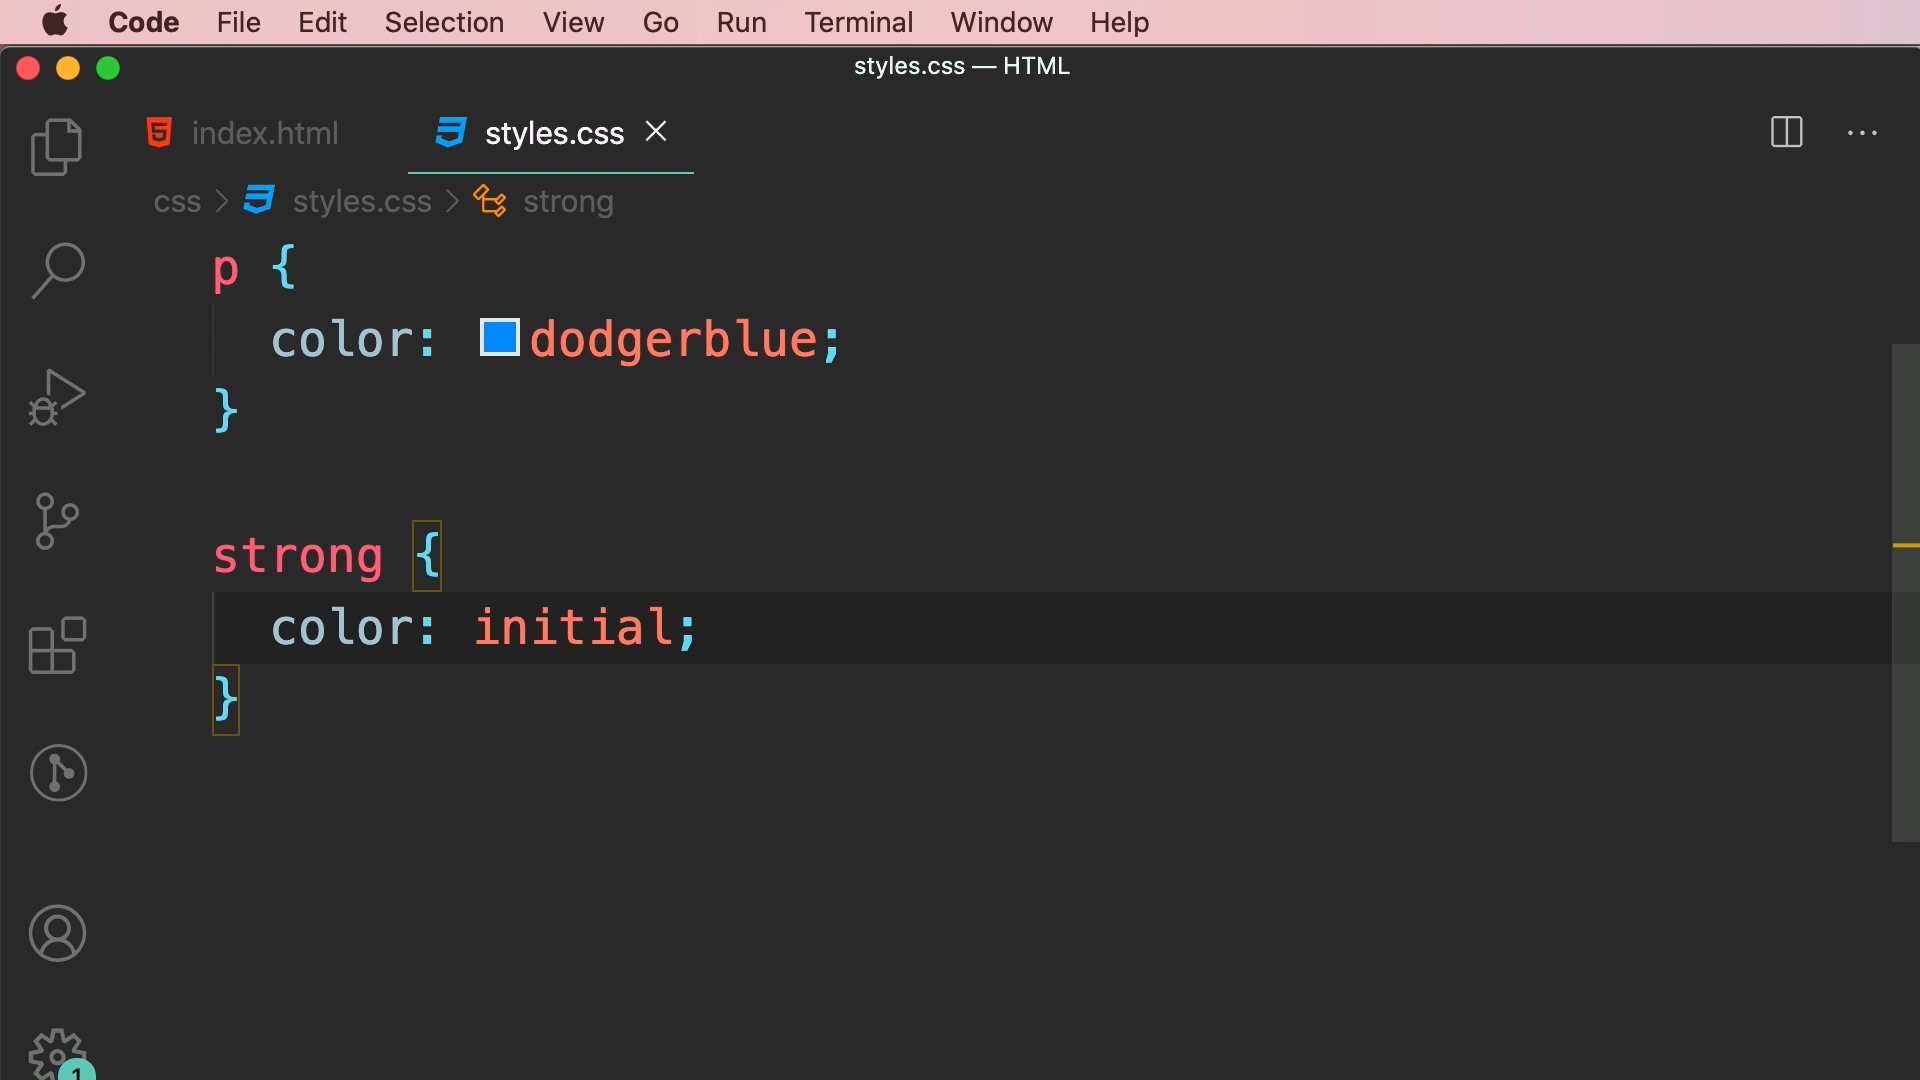 Code File Edit Selection View Go Run Terminal Window Help
styles.css — HTML
index.html styles.css
css > styles.css > strong
p {
color: dodgerblue;
}
strong {
color: initial;
}
1